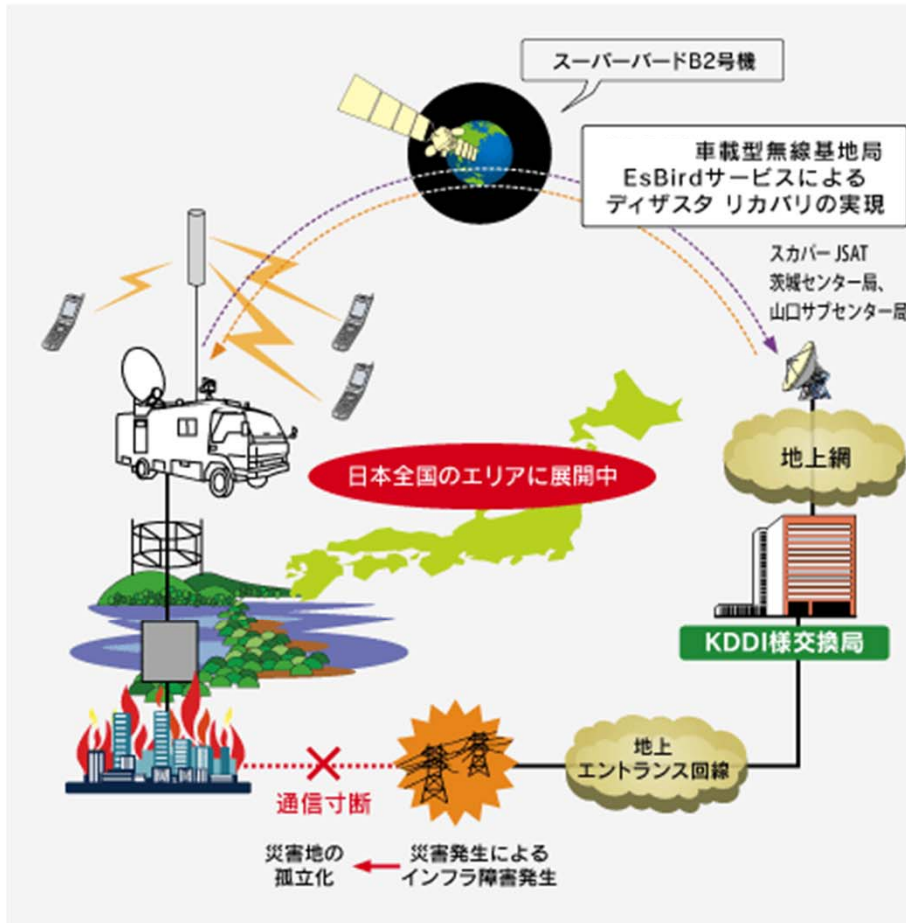 スーパーバードB2号機
車載型無線基地局
EsBirdサービスによる
ディザスタ リカバリの実現
スカパー JSAT
茨城センター局、
山口サブセンター局
地上網
日本全国のエリアに展開中
KDDI様交換局
地上
エントランス回線
通信寸断
災害地の
孤立化
災害発生による
インフラ障害発生